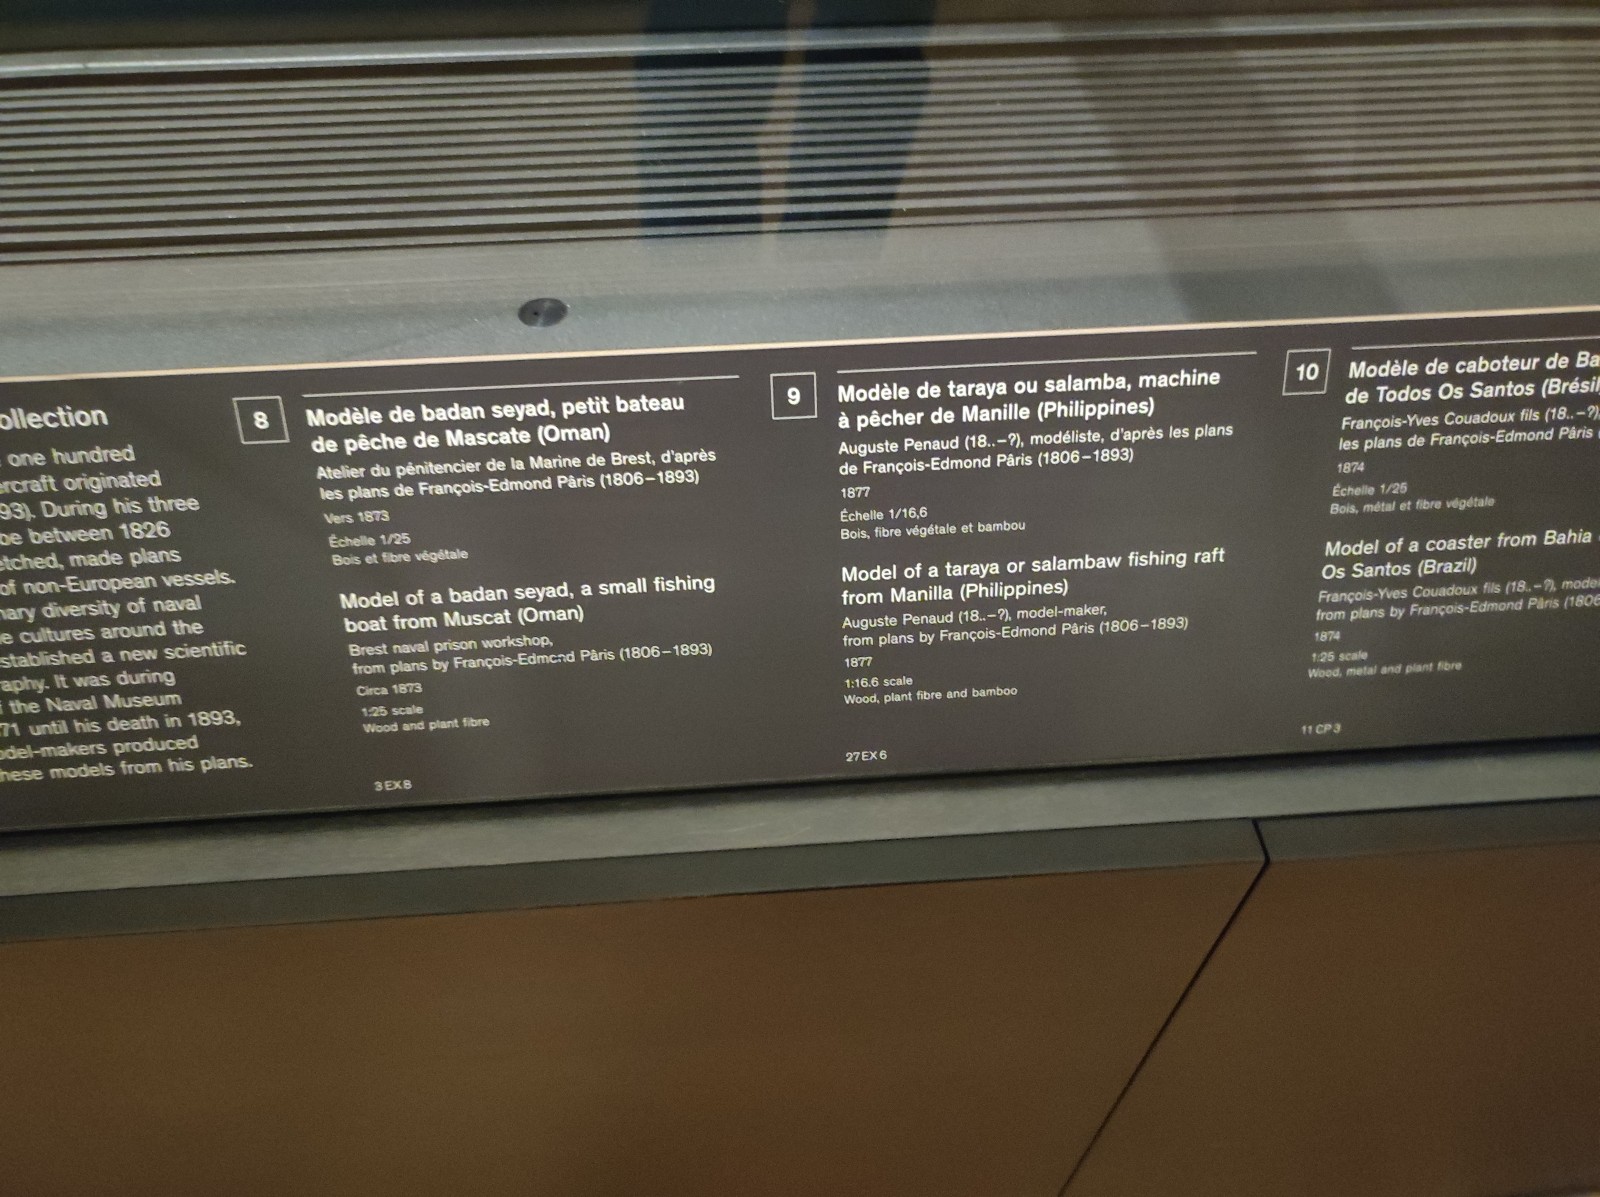 ollection
one hundred
ercraft originated
93). During his three
be between 1826
etched, made plans
of non-European vessels.
nary diversity of naval
e cultures around the
stablished a new scientific
aphy. It was during
the Naval Museum
71 until his death in 1893,
odel-makers produced
hese models from his plans.
8
Modèle de badan seyad, petit bateau
de pêche de Mascate (Oman)
Atelier du pénitencier de la Marine de Brest, d'après
les plans de François-Edmond Pâris (1806–1893)
Vers 1873
Échelle 1/25
Bois et fibre végétale
Model of a badan seyad, a small fishing
boat from Muscat (Oman)
Brest naval prison workshop,
from plans by François-Edmond Pâris (1806–1893)
Circa 1873
1:25 scale
Wood and plant fibre
3 EX 8
9
Modèle de taraya ou salamba, machine
à pêcher de Manille (Philippines)
Auguste Penaud (18..–?), modéliste, d'après les plans
de François-Edmond Pâris (1806–1893)
1877
Échelle 1/16,6
Bois, fibre végétale et bambou
Model of a taraya or salambaw fishing raft
from Manilla (Philippines)
Auguste Penaud (18..–?), model-maker,
from plans by François-Edmond Pâris (1806–1893)
1877
1:16.6 scale
Wood, plant fibre and bamboo
27 EX 6
10
Modèle de caboteur de Ba
de Todos Os Santos (Brésil
François-Yves Couadoux fils (18..–?),
les plans de François-Edmond Pâris
1874
Échelle 1/25
Bois, métal et fibre végétale
Model of a coaster from Bahia
Os Santos (Brazil)
François-Yves Couadoux fils (18..–?), mode
from plans by François-Edmond Pâris (1806
1874
1:25 scale
Wood, metal and plant fibre
11 CP 3